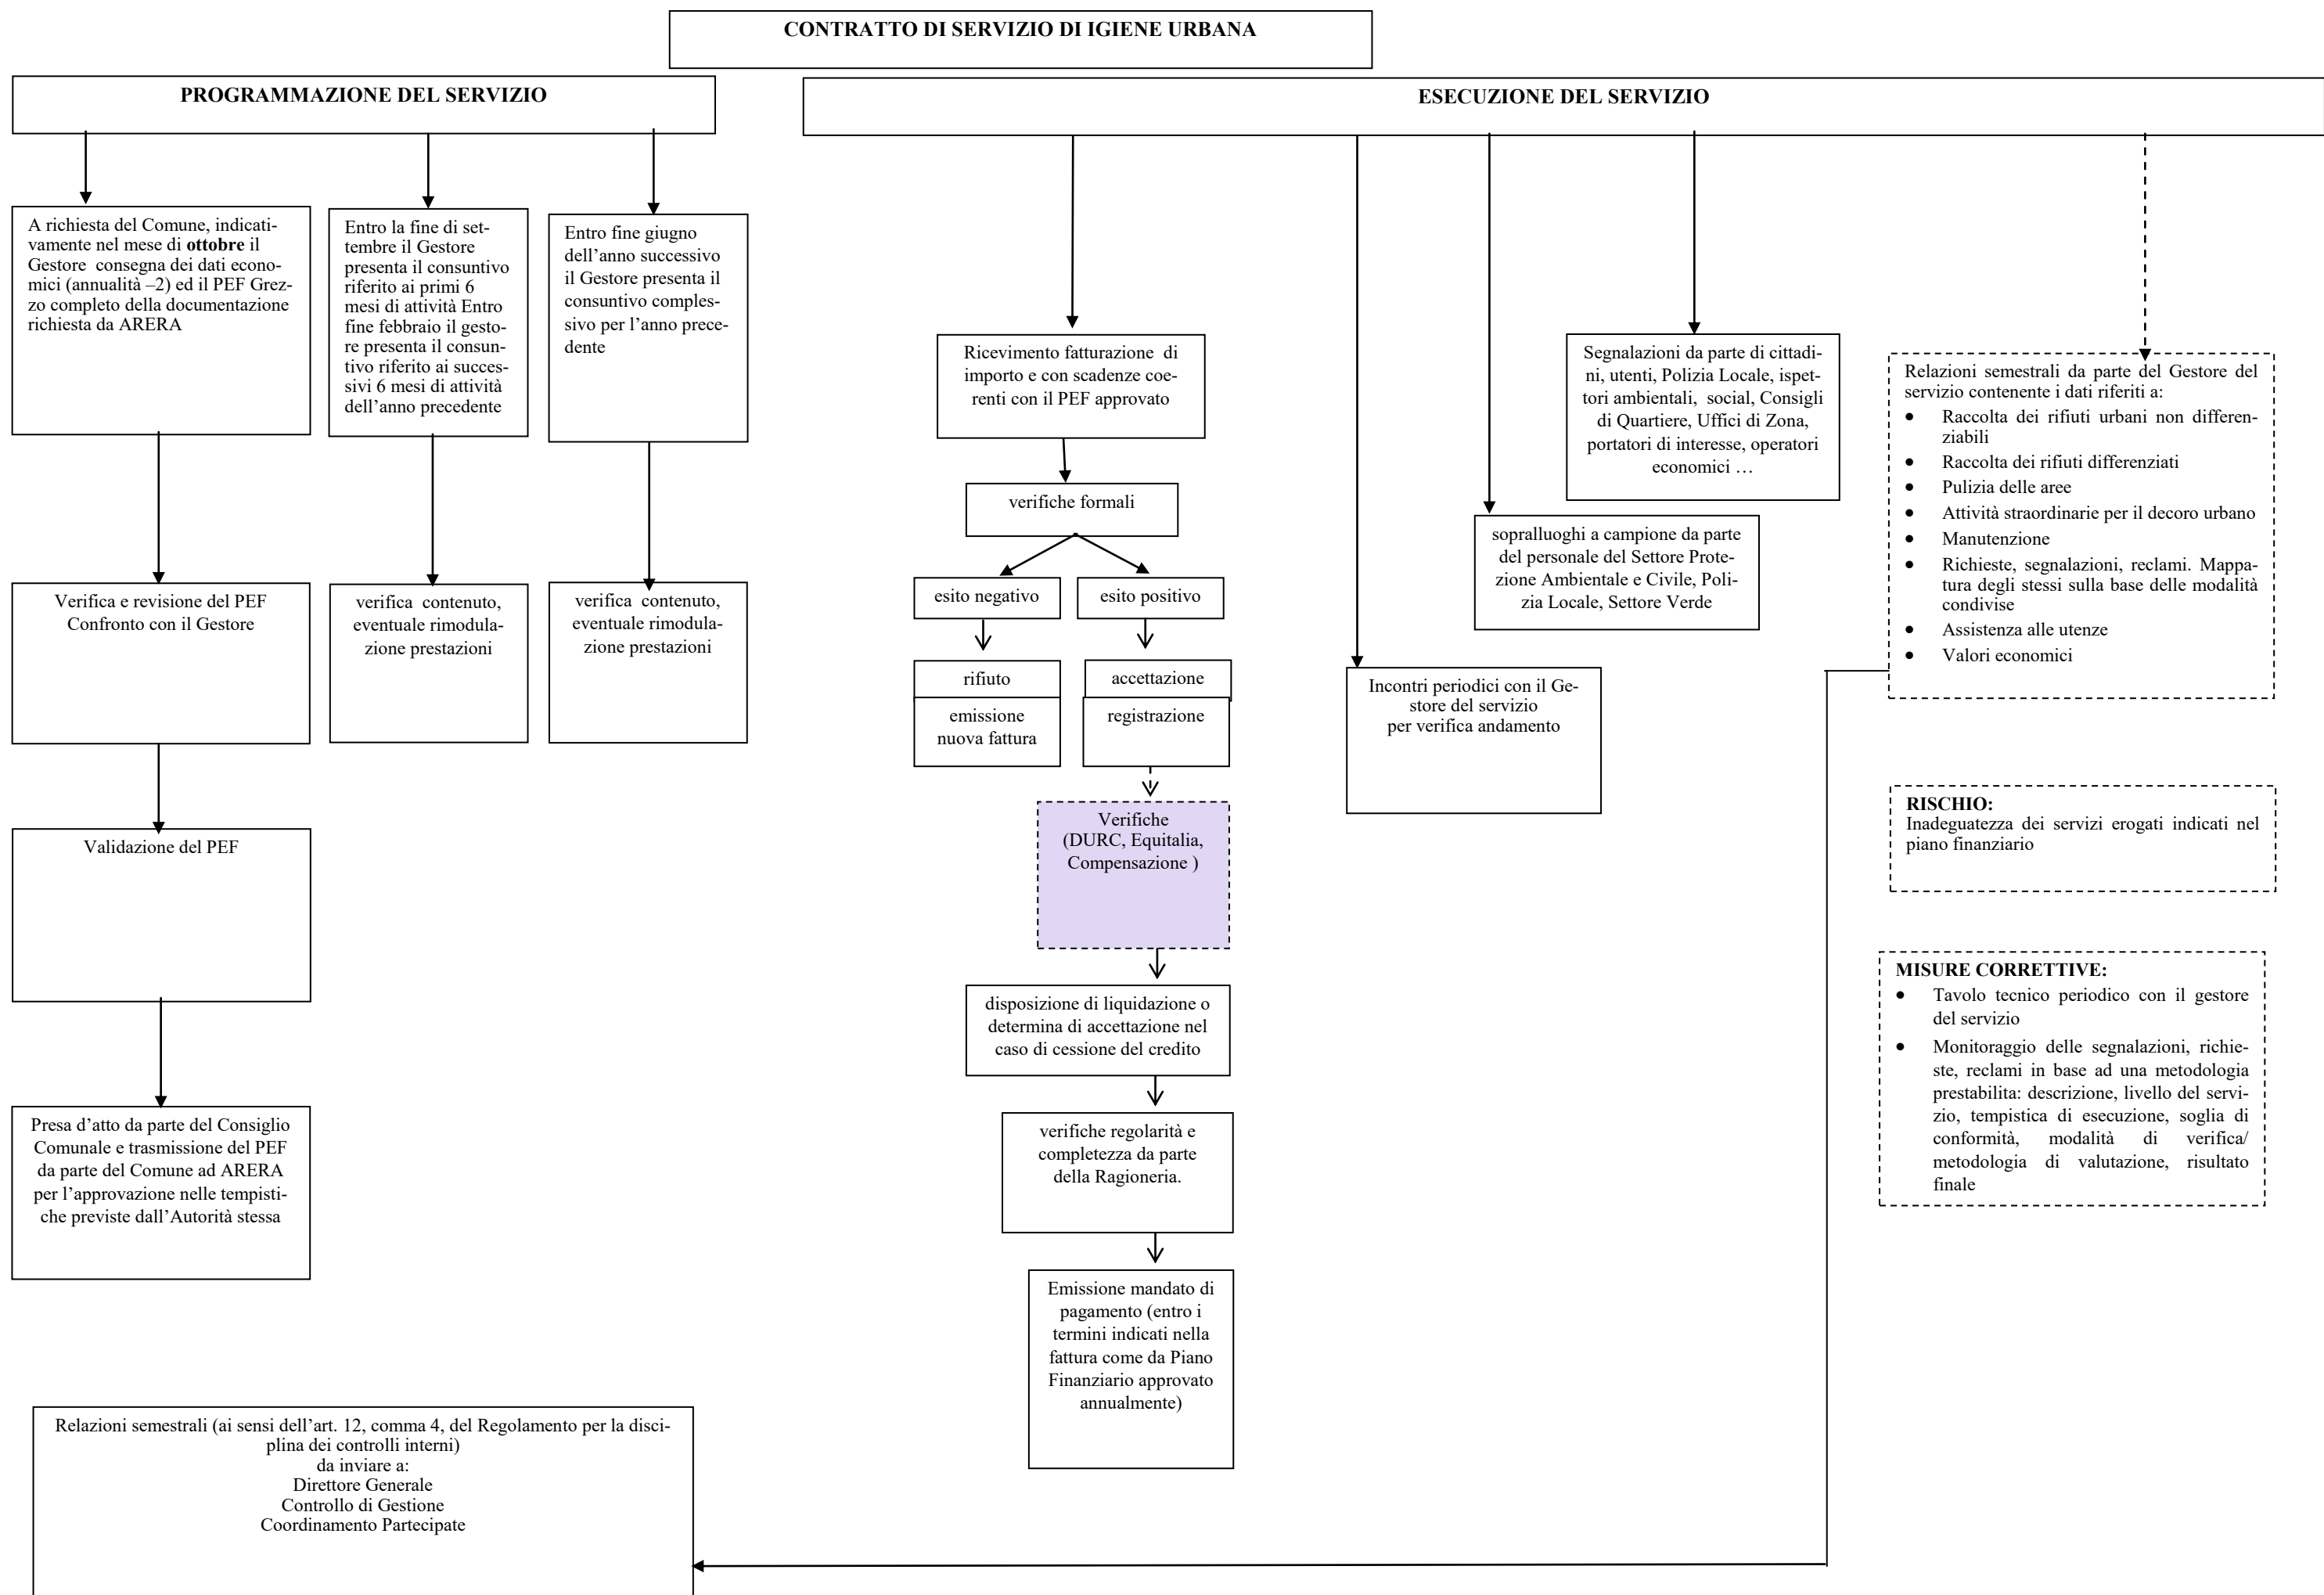 CONTRATTO DI SERVIZIO DI IGIENE URBANA
PROGRAMMAZIONE DEL SERVIZIO
ESECUZIONE DEL SERVIZIO
A richiesta del Comune, indicati-
vamente nel mese di ottobre il
Gestore consegna dei dati econo-
mici (annualità –2) ed il PEF Grez-
zo completo della documentazione
richiesta da ARERA
Entro la fine di set-
tembre il Gestore
presenta il consuntivo
riferito ai primi 6
mesi di attività Entro
fine febbraio il gesto-
re presenta il consun-
tivo riferito ai succes-
sivi 6 mesi di attività
dell’anno precedente
Entro fine giugno
dell’anno successivo
il Gestore presenta il
consuntivo comples-
sivo per l’anno prece-
dente
Verifica e revisione del PEF
Confronto con il Gestore
verifica contenuto,
eventuale rimodula-
zione prestazioni
verifica contenuto,
eventuale rimodula-
zione prestazioni
Validazione del PEF
Presa d’atto da parte del Consiglio
Comunale e trasmissione del PEF
da parte del Comune ad ARERA
per l’approvazione nelle tempisti-
che previste dall’Autorità stessa
Ricevimento fatturazione di
importo e con scadenze coe-
renti con il PEF approvato
verifiche formali
esito negativo
esito positivo
rifiuto
accettazione
emissione
nuova fattura
registrazione
Verifiche
(DURC, Equitalia,
Compensazione )
disposizione di liquidazione o
determina di accettazione nel
caso di cessione del credito
verifiche regolarità e
completezza da parte
della Ragioneria.
Emissione mandato di
pagamento (entro i
termini indicati nella
fattura come da Piano
Finanziario approvato
annualmente)
Incontri periodici con il Ge-
store del servizio
per verifica andamento
sopralluoghi a campione da parte
del personale del Settore Prote-
zione Ambientale e Civile, Poli-
zia Locale, Settore Verde
Segnalazioni da parte di cittadi-
ni, utenti, Polizia Locale, ispet-
tori ambientali, social, Consigli
di Quartiere, Uffici di Zona,
portatori di interesse, operatori
economici …
Relazioni semestrali da parte del Gestore del
servizio contenente i dati riferiti a:
• Raccolta dei rifiuti urbani non differen-
ziabili
• Raccolta dei rifiuti differenziati
• Pulizia delle aree
• Attività straordinarie per il decoro urbano
• Manutenzione
• Richieste, segnalazioni, reclami. Mappa-
tura degli stessi sulla base delle modalità
condivise
• Assistenza alle utenze
• Valori economici
RISCHIO:
Inadeguatezza dei servizi erogati indicati nel
piano finanziario
MISURE CORRETTIVE:
• Tavolo tecnico periodico con il gestore
del servizio
• Monitoraggio delle segnalazioni, richie-
ste, reclami in base ad una metodologia
prestabilita: descrizione, livello del servi-
zio, tempistica di esecuzione, soglia di
conformità, modalità di verifica/
metodologia di valutazione, risultato
finale
Relazioni semestrali (ai sensi dell’art. 12, comma 4, del Regolamento per la disci-
plina dei controlli interni)
da inviare a:
Direttore Generale
Controllo di Gestione
Coordinamento Partecipate